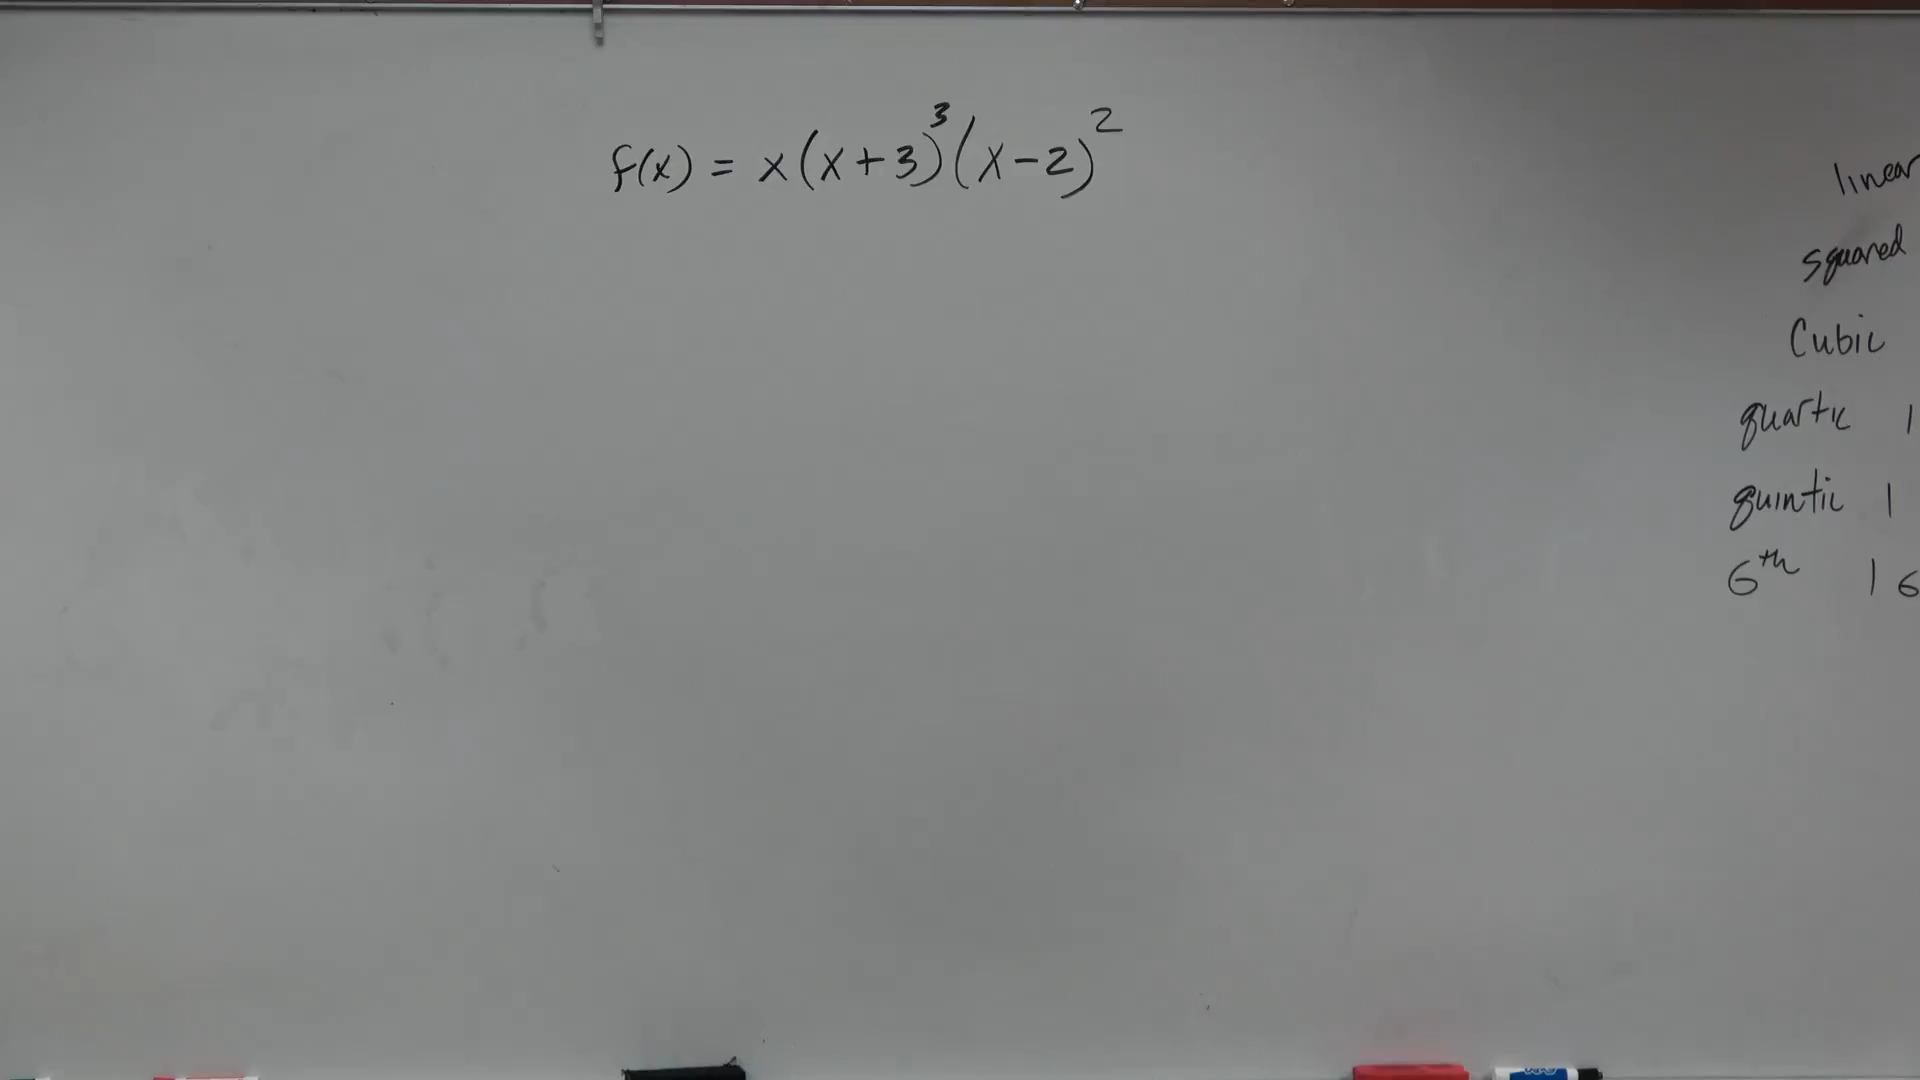 f(x) = x(x+3)^3(x-2)^2
linear
squared
Cubic
quartic 1
quintic 1
6th 1 6